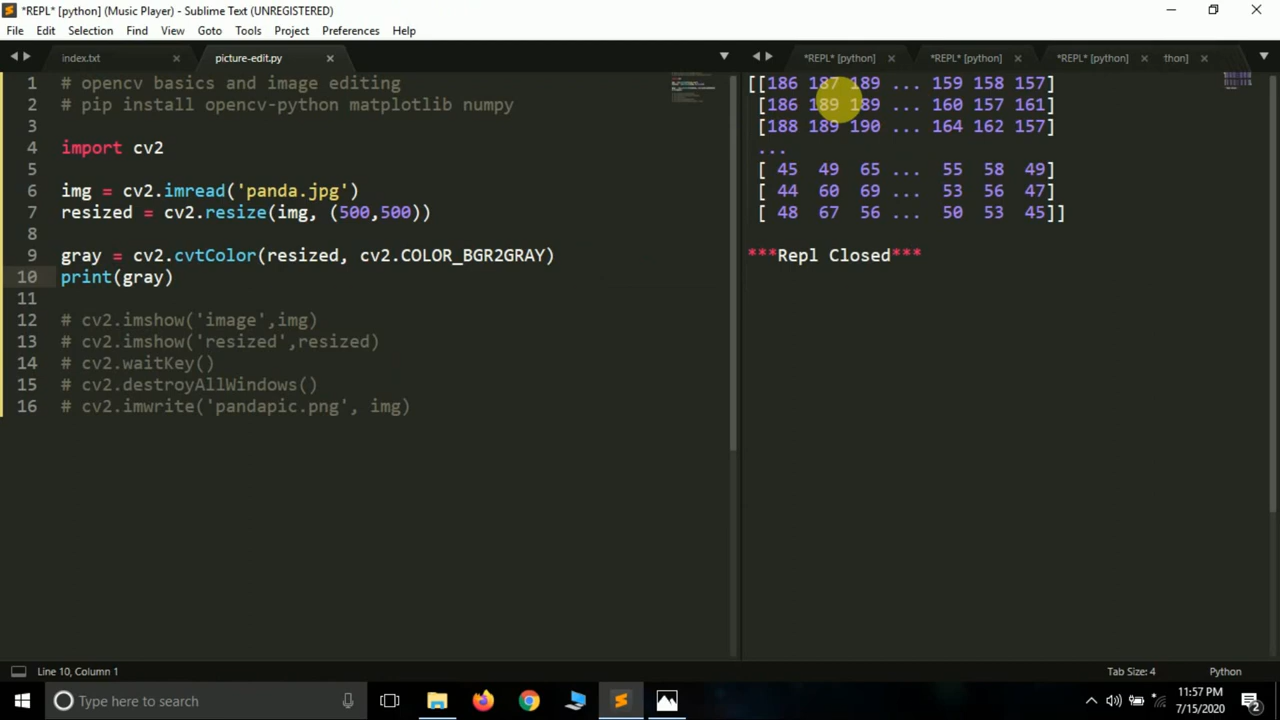 *REPL* [python] (Music Player) - Sublime Text (UNREGISTERED)
File Edit Selection Find View Goto Tools Project Preferences Help
index.txt picture-edit.py *REPL* [python] *REPL* [python] *REPL* [python] thon]
1 # opencv basics and image editing
2 # pip install opencv-python matplotlib numpy
3
4 import cv2
5
6 img = cv2.imread('panda.jpg')
7 resized = cv2.resize(img, (500,500))
8
9 gray = cv2.cvtColor(resized, cv2.COLOR_BGR2GRAY)
10 print(gray)
11
12 # cv2.imshow('image',img)
13 # cv2.imshow('resized',resized)
14 # cv2.waitKey()
15 # cv2.destroyAllWindows()
16 # cv2.imwrite('pandapic.png', img)
[[186 187 189 ... 159 158 157]
[186 189 189 ... 160 157 161]
[188 189 190 ... 164 162 157]
...
[ 45 49 65 ... 55 58 49]
[ 44 60 69 ... 53 56 47]
[ 48 67 56 ... 50 53 45]]
***Repl Closed***
Line 10, Column 1 Tab Size: 4 Python
Type here to search
11:57 PM
7/15/2020
2